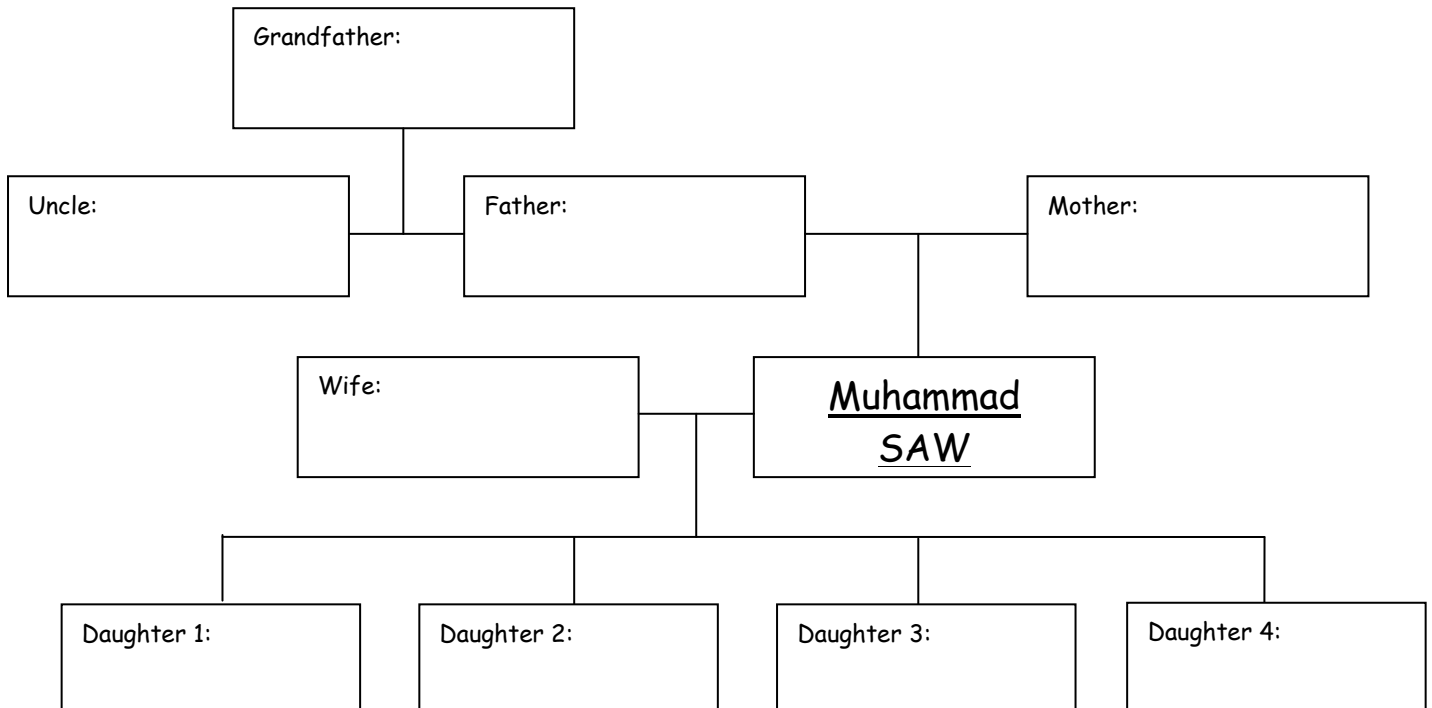 Grandfather:
Uncle:
Father:
Mother:
Wife:
Muhammad
SAW
Daughter 1:
Daughter 2:
Daughter 3:
Daughter 4: